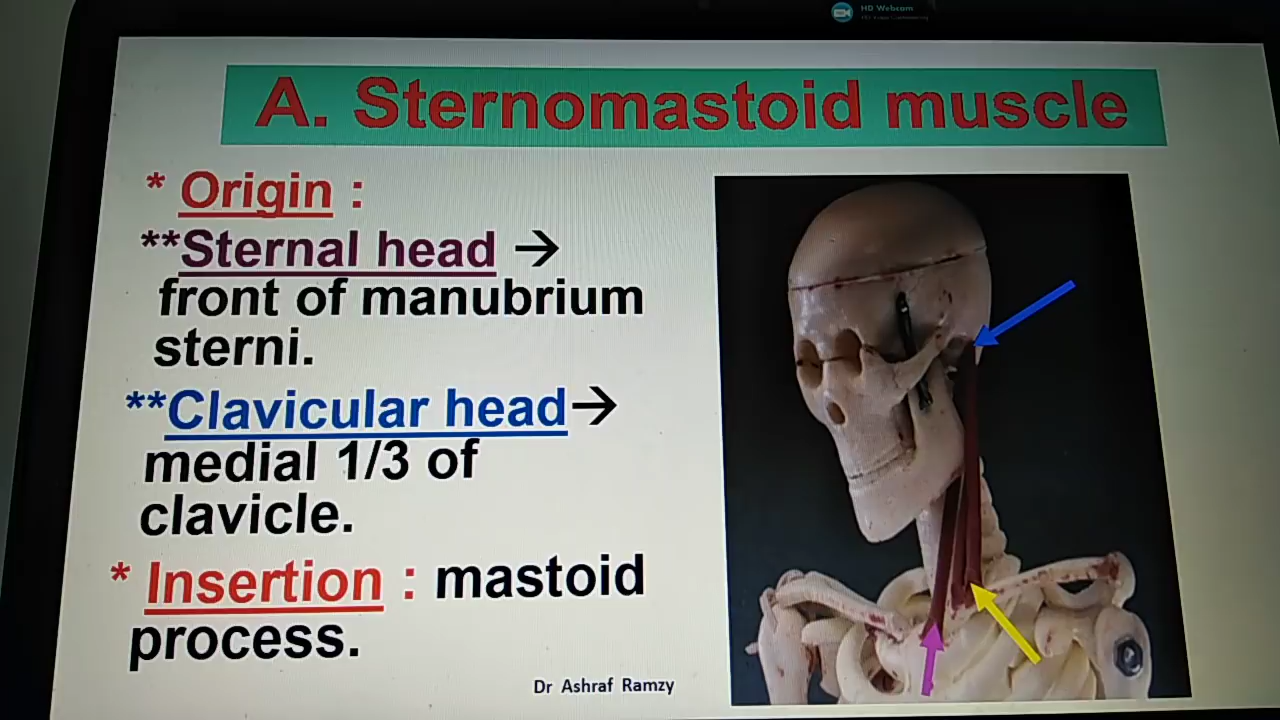 HD Webcam
A. Sternomastoid muscle
* Origin :
**Sternal head →
front of manubrium
sterni.
**Clavicular head→
medial 1/3 of
clavicle.
* Insertion : mastoid
process.
Dr Ashraf Ramzy